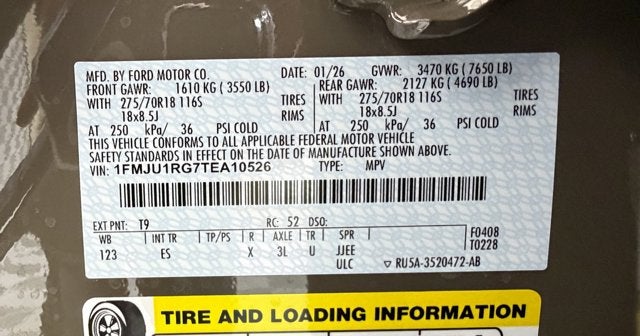 MFD. BY FORD MOTOR CO. DATE: 01/26 GVWR: 3470 KG ( 7650 LB)
FRONT GAWR: 1610 KG ( 3550 LB) REAR GAWR: 2127 KG ( 4690 LB)
WITH 275/70R18 116S TIRES WITH 275/70R18 116S TIRES
18x8.5J RIMS 18x8.5J RIMS
AT 250 kPa/ 36 PSI COLD AT 250 kPa/ 36 PSI COLD
THIS VEHICLE CONFORMS TO ALL APPLICABLE FEDERAL MOTOR VEHICLE
SAFETY STANDARDS IN EFFECT ON THE DATE OF MANUFACTURE SHOWN ABOVE.
VIN: 1FMJU1RG7TEA10526 TYPE: MPV
EXT PNT: T9 RC: 52 DSO: F0408
WB INT TR TP/PS R AXLE TR SPR T0228
123 ES X 3L U JJEE
ULC ▽ RU5A-3520472-AB
TIRE AND LOADING INFORMATION